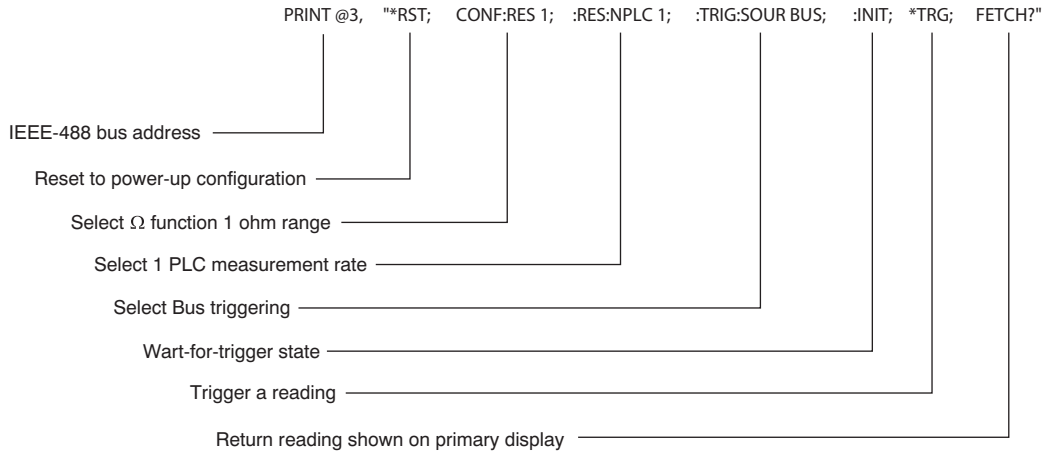 PRINT @3, "*RST; CONF:RES 1; :RES:NPLC 1; :TRIG:SOUR BUS; :INIT; *TRG; FETCH?"
IEEE-488 bus address
Reset to power-up configuration
Select Ω function 1 ohm range
Select 1 PLC measurement rate
Select Bus triggering
Wart-for-trigger state
Trigger a reading
Return reading shown on primary display